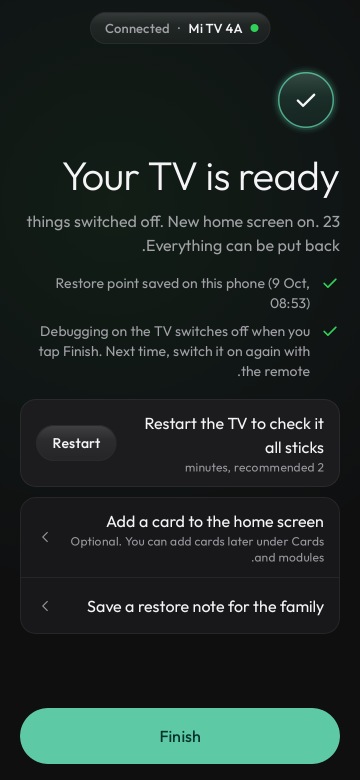 Connected · Mi TV 4A
Your TV is ready
things switched off. New home screen on. 23
.Everything can be put back
Restore point saved on this phone (9 Oct,
08:53)
Debugging on the TV switches off when you
tap Finish. Next time, switch it on again with
.the remote
Restart the TV to check it
all sticks
minutes, recommended 2
Restart
Add a card to the home screen
Optional. You can add cards later under Cards
.and modules
Save a restore note for the family
Finish